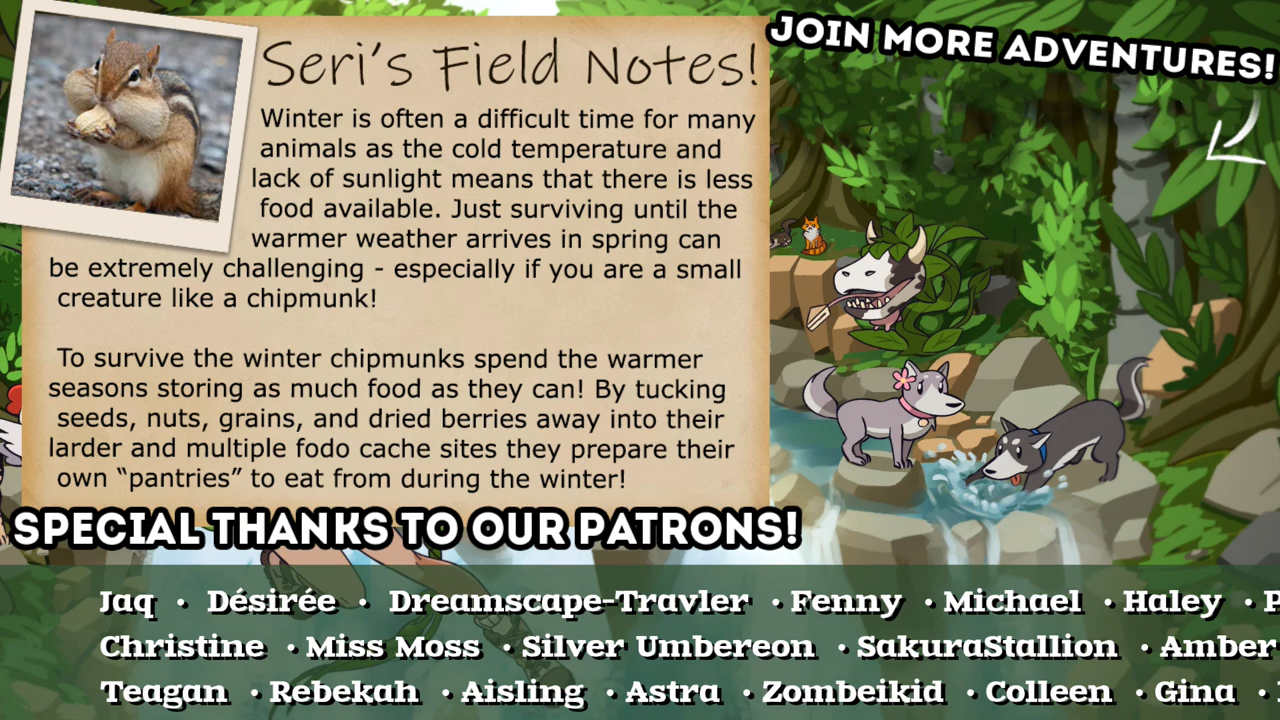 Seri's Field Notes!
JOIN MORE ADVENTURES!
Winter is often a difficult time for many
animals as the cold temperature and
lack of sunlight means that there is less
food available. Just surviving until the
warmer weather arrives in spring can
be extremely challenging - especially if you are a small
creature like a chipmunk!
To survive the winter chipmunks spend the warmer
seasons storing as much food as they can! By tucking
seeds, nuts, grains, and dried berries away into their
larder and multiple fodo cache sites they prepare their
own “pantries” to eat from during the winter!
SPECIAL THANKS TO OUR PATRONS!
Jaq · Désirée · Dreamscape-Travler · Fenny · Michael · Haley ·
Christine · Miss Moss · Silver Umbereon · SakuraStallion · Amber
Teagan · Rebekah · Aisling · Astra · Zombeikid · Colleen · Gina ·